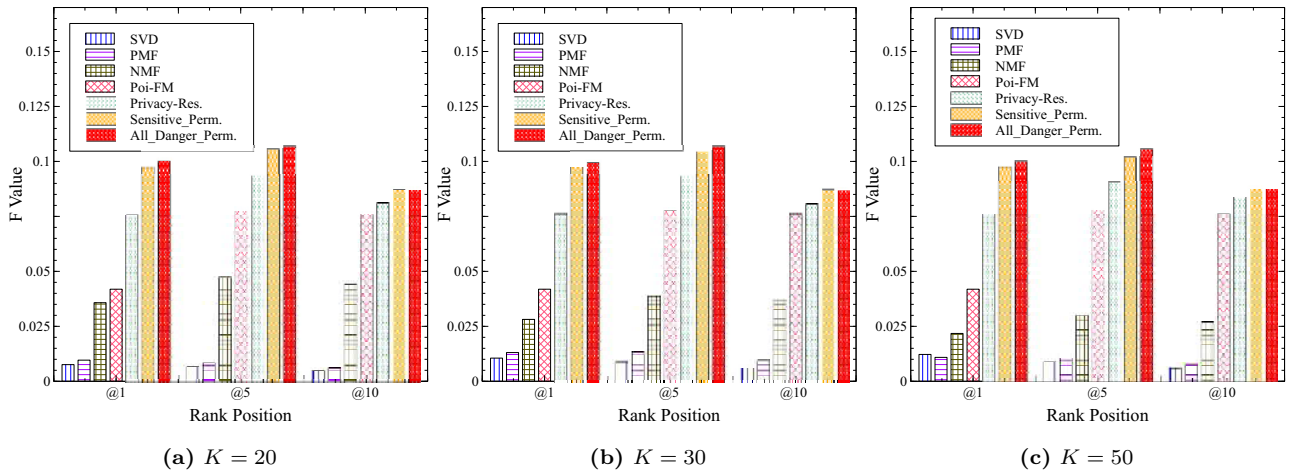 0.15
0.125
0.1
0.05
0.025
0
F Value
SVD
PMF
NMF
Poi-FM
Privacy-Res.
Sensitive_Perm.
All_Danger_Perm.
@1 @5 @10
Rank Position
(a) K = 20
0.15
0.125
0.1
0.05
0.025
0
F Value
SVD
PMF
NMF
Poi-FM
Privacy-Res.
Sensitive_Perm.
All_Danger_Perm.
@1 @5 @10
Rank Position
(b) K = 30
0.15
0.125
0.1
0.05
0.025
0
F Value
SVD
PMF
NMF
Poi-FM
Privacy-Res.
Sensitive_Perm.
All_Danger_Perm.
@1 @5 @10
Rank Position
(c) K = 50